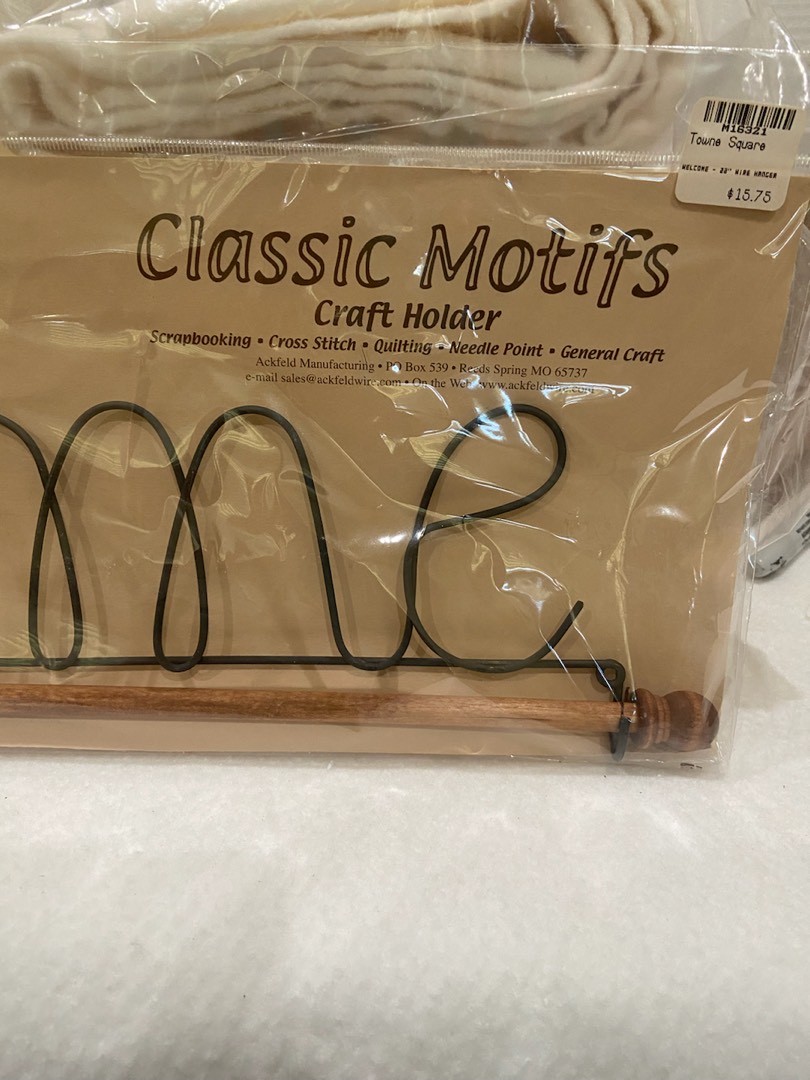 M16321
Towne Square
WELCOME - 22" WIRE HANGER
$15.75
Classic Motifs
Craft Holder
Scrapbooking • Cross Stitch • Quilting • Needle Point • General Craft
Ackfeld Manufacturing • PO Box 539 • Reeds Spring MO 65737
e-mail sales@ackfeldwire.com • On the Web www.ackfeldwire.com
me